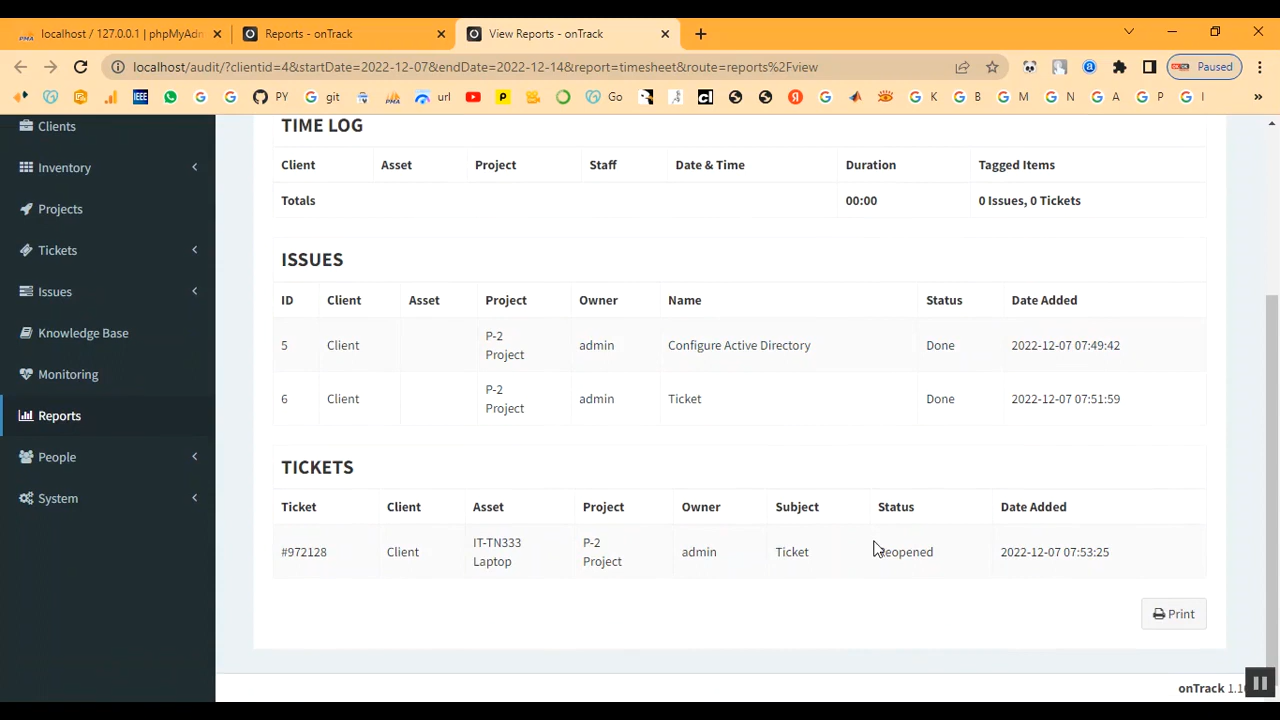 localhost / 127.0.0.1 | phpMyAdn
Reports - onTrack
View Reports - onTrack
localhost/audit/?clientid=4&startDate=2022-12-07&endDate=2022-12-14&report=timesheet&route=reports%2Fview
Paused
IEEE PY git url Go K B M N A P I »
Clients
Inventory
Projects
Tickets
Issues
Knowledge Base
Monitoring
Reports
People
System
TIME LOG
Client Asset Project Staff Date & Time Duration Tagged Items
Totals 00:00 0 Issues, 0 Tickets
ISSUES
ID Client Asset Project Owner Name Status Date Added
5 Client P-2 Project admin Configure Active Directory Done 2022-12-07 07:49:42
6 Client P-2 Project admin Ticket Done 2022-12-07 07:51:59
TICKETS
Ticket Client Asset Project Owner Subject Status Date Added
#972128 Client IT-TN333 Laptop P-2 Project admin Ticket Reopened 2022-12-07 07:53:25
Print
onTrack